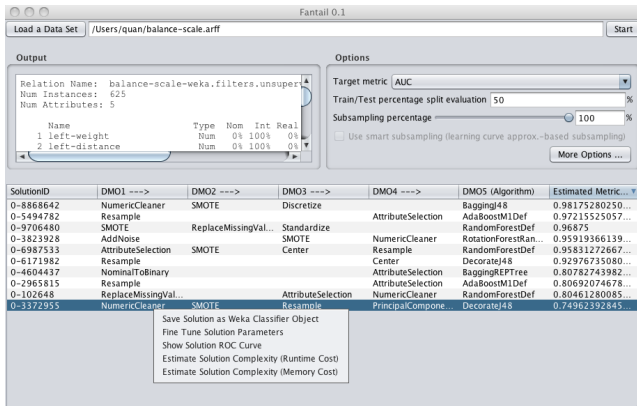 Fantail 0.1
Load a Data Set /Users/quan/balance-scale.arff Start
Output
Relation Name: balance-scale-weka.filters.unsuperv
Num Instances: 625
Num Attributes: 5
Name Type Nom Int Real
1 left-weight Num 0% 100% 0%
2 left-distance Num 0% 100% 0%
Options
Target metric AUC
Train/Test percentage split evaluation 50 %
Subsampling percentage 100 %
Use smart subsampling (learning curve approx.-based subsampling)
More Options ...
SolutionID DMO1 ---> DMO2 ---> DMO3 ---> DMO4 ---> DMO5 (Algorithm) Estimated Metric...
0-8868642 NumericCleaner SMOTE Discretize BaggingJ48 0.98175280250...
0-5494782 Resample AttributeSelection AdaBoostM1Def 0.97215525057...
0-9706480 SMOTE ReplaceMissingVal... Standardize RandomForestDef 0.96875
0-3823928 AddNoise SMOTE NumericCleaner RotationForestRan... 0.95919366139...
0-6987533 AttributeSelection SMOTE Center Resample RandomForestDef 0.95831272667...
0-6171982 Resample Center DecorateJ48 0.92976735080...
0-4604437 NominalToBinary AttributeSelection BaggingREPTree 0.80782743982...
0-2965815 Resample AttributeSelection AdaBoostM1Def 0.80692074678...
0-102648 ReplaceMissingVal... AttributeSelection NumericCleaner RandomForestDef 0.80461280085...
0-3372955 NumericCleaner SMOTE Resample PrincipalCompone... DecorateJ48 0.74962392845...
Save Solution as Weka Classifier Object
Fine Tune Solution Parameters
Show Solution ROC Curve
Estimate Solution Complexity (Runtime Cost)
Estimate Solution Complexity (Memory Cost)